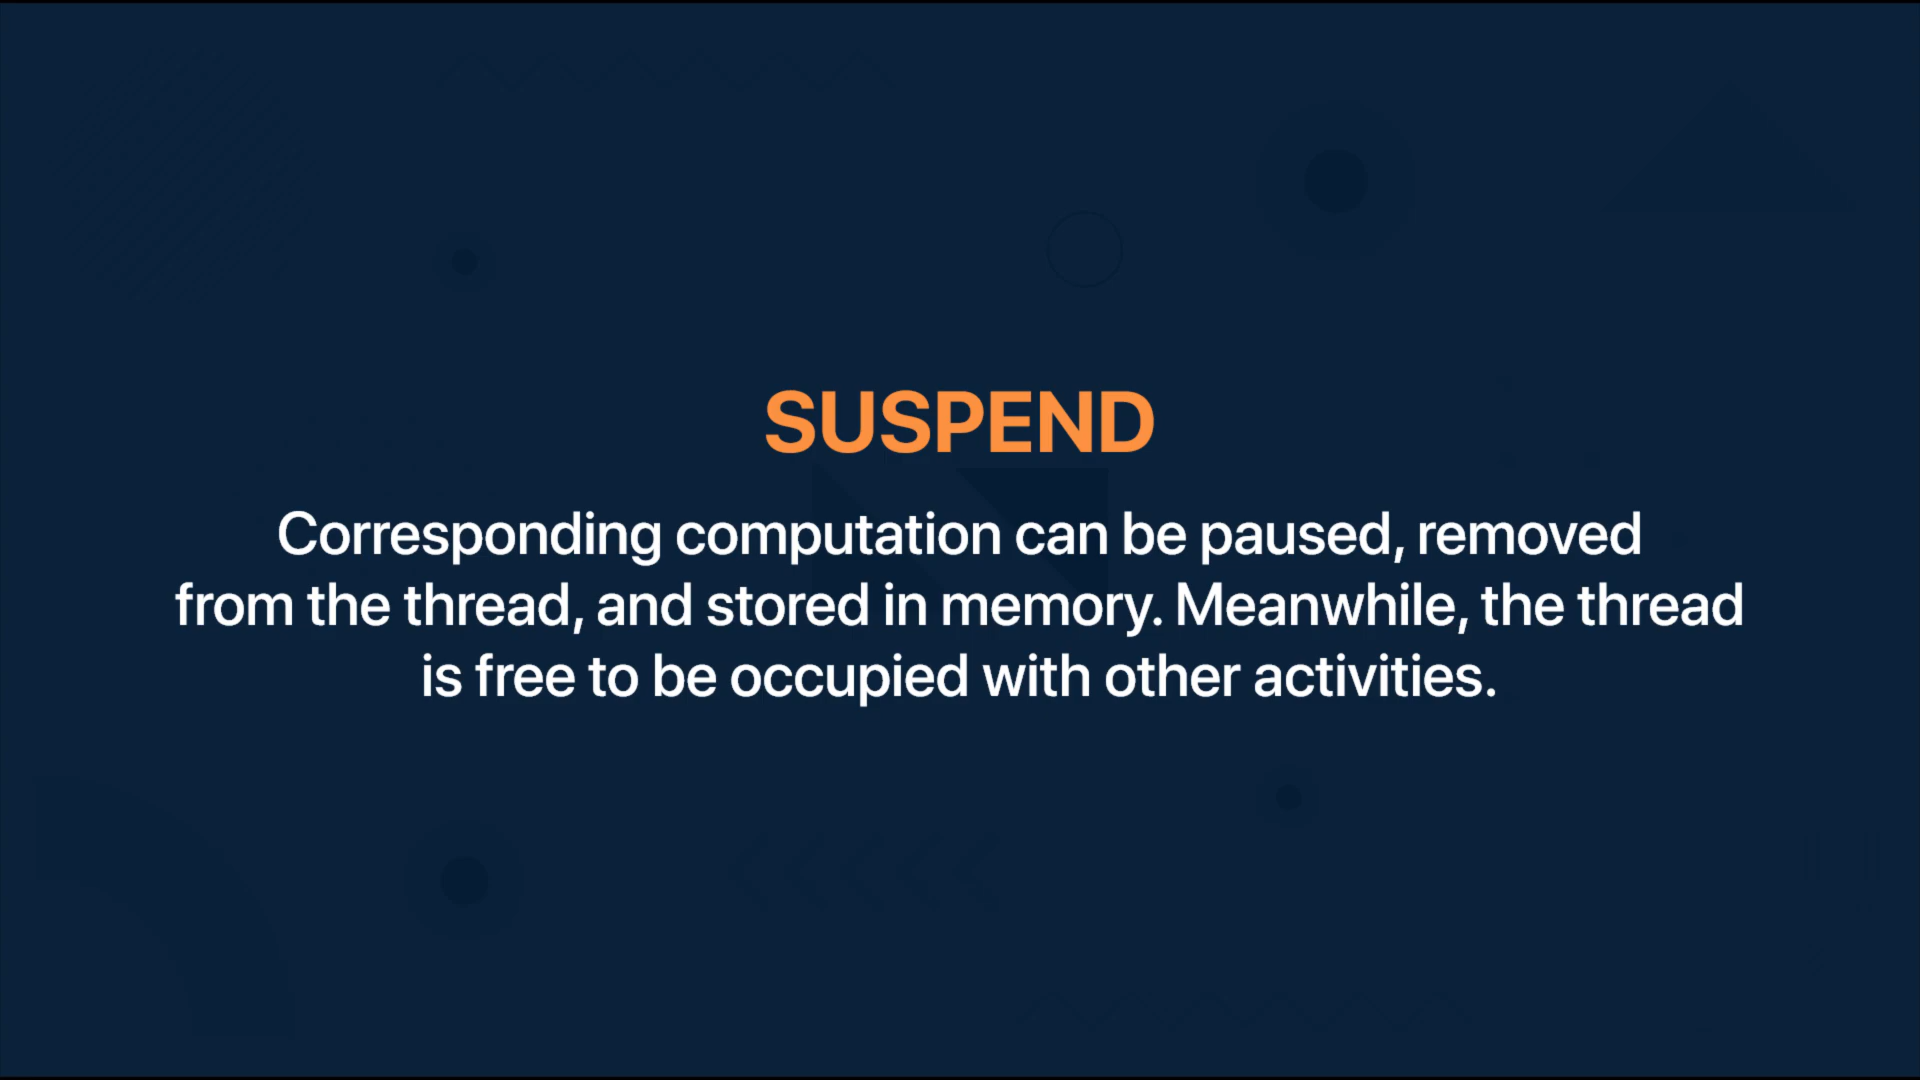 SUSPEND
Corresponding computation can be paused, removed
from the thread, and stored in memory. Meanwhile, the thread
is free to be occupied with other activities.